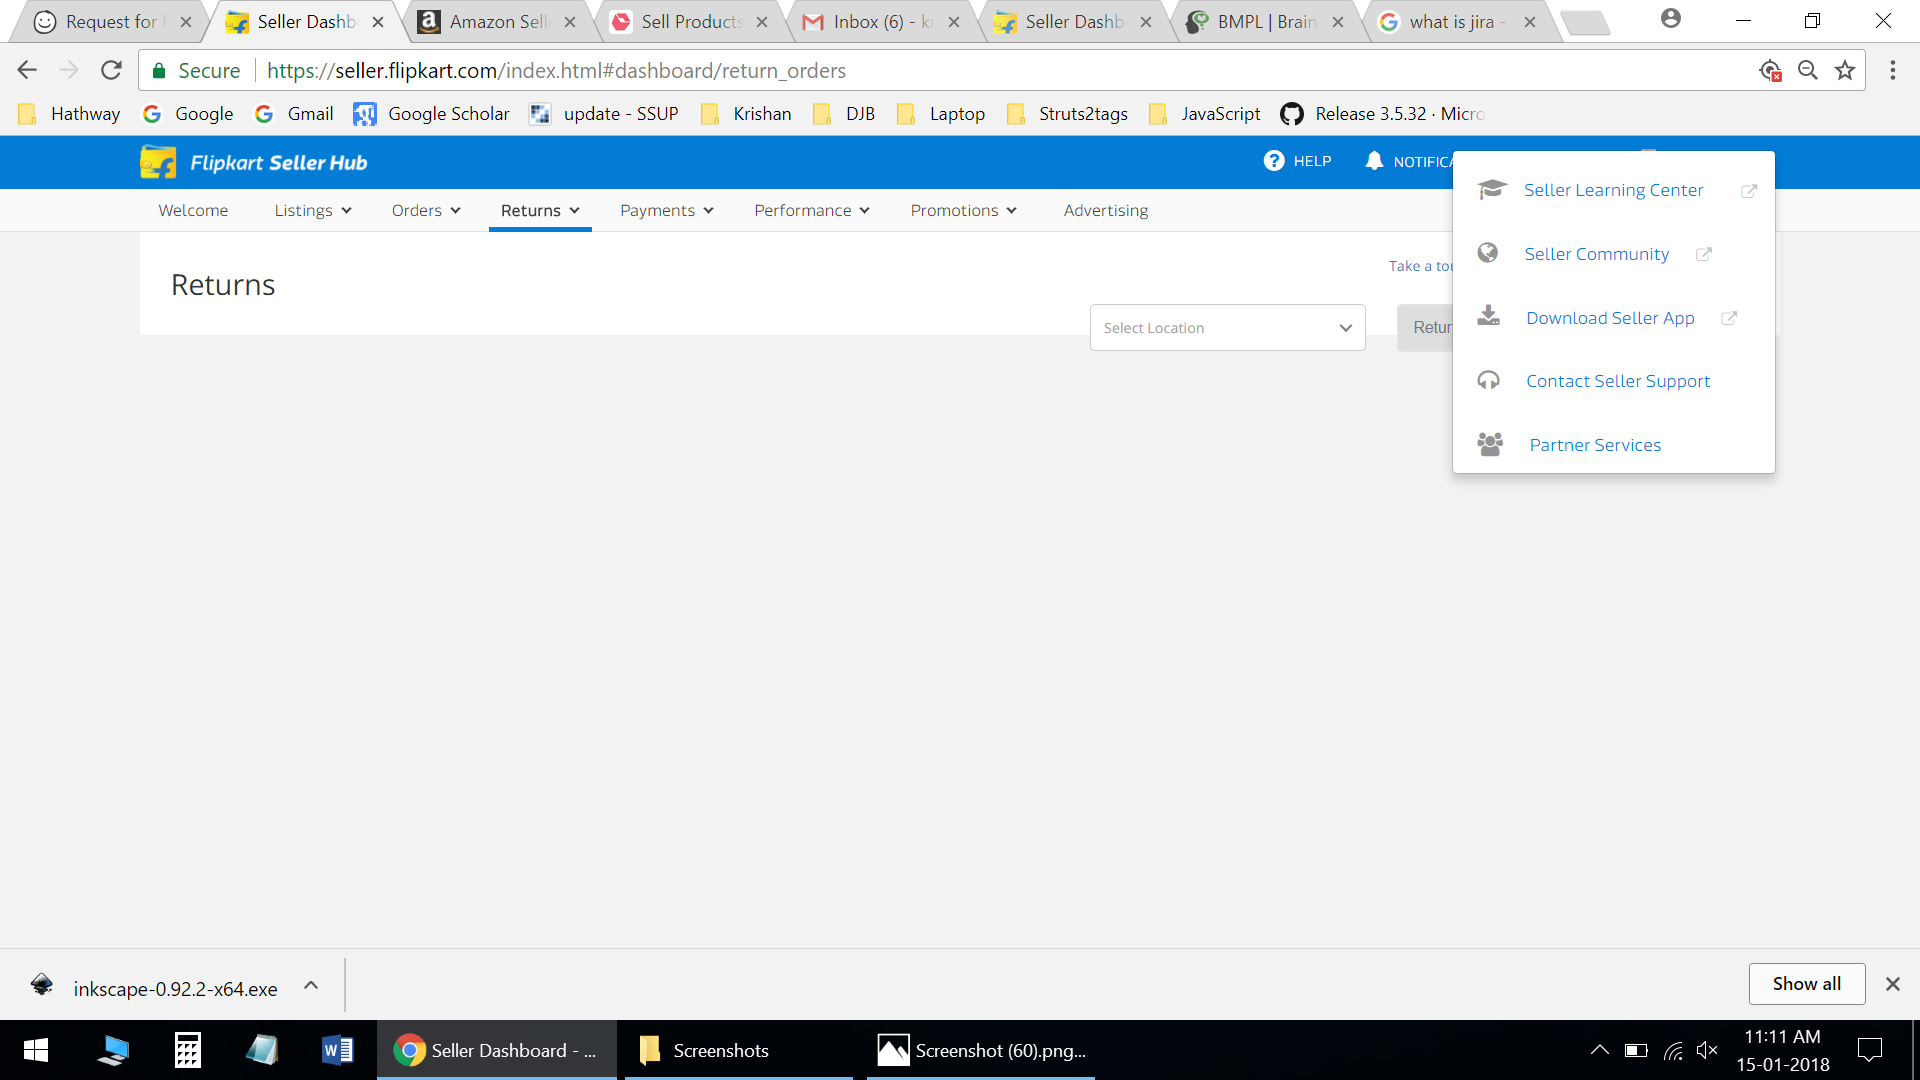 Request for
Seller Dashb
Amazon Sell
Sell Products
Inbox (6) - kr
Seller Dashb
BMPL | Brain
what is jira -
Secure
https://seller.flipkart.com/index.html#dashboard/return_orders
Hathway
Google
Gmail
Google Scholar
update - SSUP
Krishan
DJB
Laptop
Struts2tags
JavaScript
Release 3.5.32 · Micro
Flipkart Seller Hub
HELP
NOTIFICA
Welcome
Listings
Orders
Returns
Payments
Performance
Promotions
Advertising
Seller Learning Center
Seller Community
Download Seller App
Contact Seller Support
Partner Services
Returns
Take a tou
Select Location
Retur
inkscape-0.92.2-x64.exe
Show all
Seller Dashboard - ...
Screenshots
Screenshot (60).png...
11:11 AM
15-01-2018